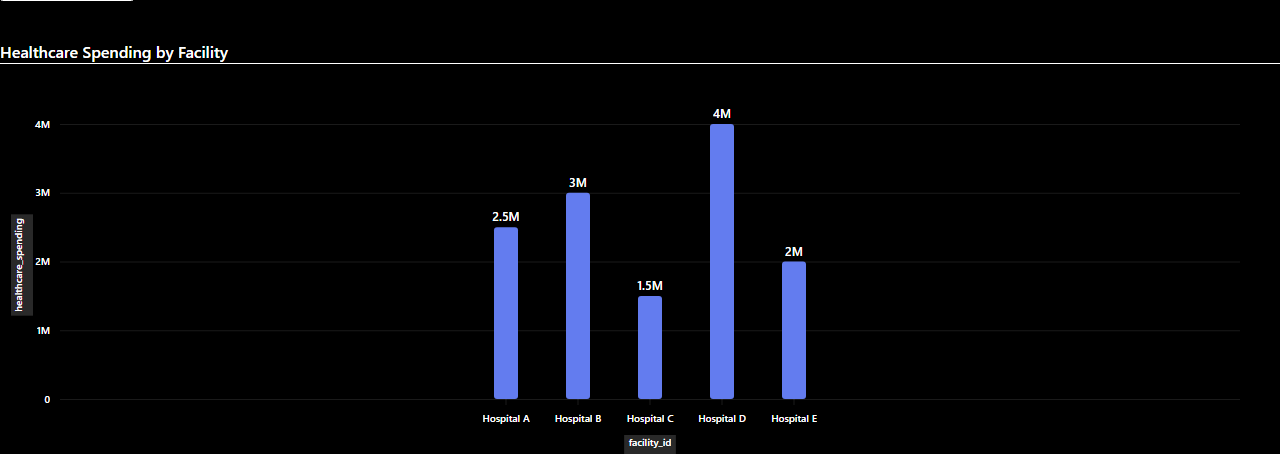 Healthcare Spending by Facility
4M
4M
3M
3M
2.5M
healthcare_spending
2M
2M
1.5M
1M
0
Hospital A Hospital B Hospital C Hospital D Hospital E
facility_id